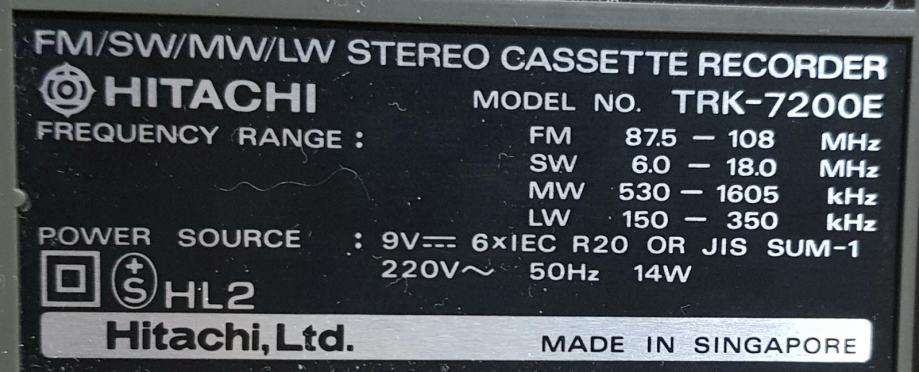 FM/SW/MW/LW STEREO CASSETTE RECORDER
HITACHI MODEL NO. TRK-7200E
FREQUENCY RANGE : FM 87.5 — 108 MHz
SW 6.0 — 18.0 MHz
MW 530 — 1605 kHz
LW 150 — 350 kHz
POWER SOURCE : 9V⎓ 6×IEC R20 OR JIS SUM-1
220V∼ 50Hz 14W
+S HL2
Hitachi, Ltd. MADE IN SINGAPORE